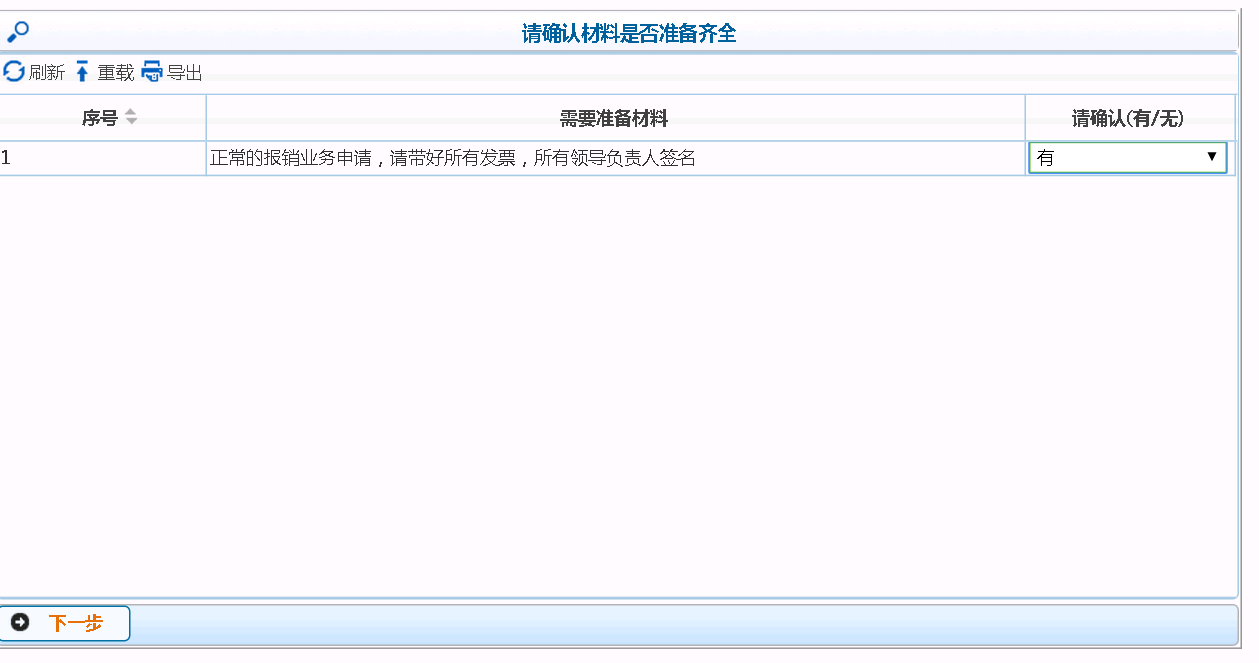 请确认材料是否准备齐全
刷新 重载 导出
序号 需要准备材料 请确认(有/无)
1 正常的报销业务申请，请带好所有发票，所有领导负责人签名 有
下一步